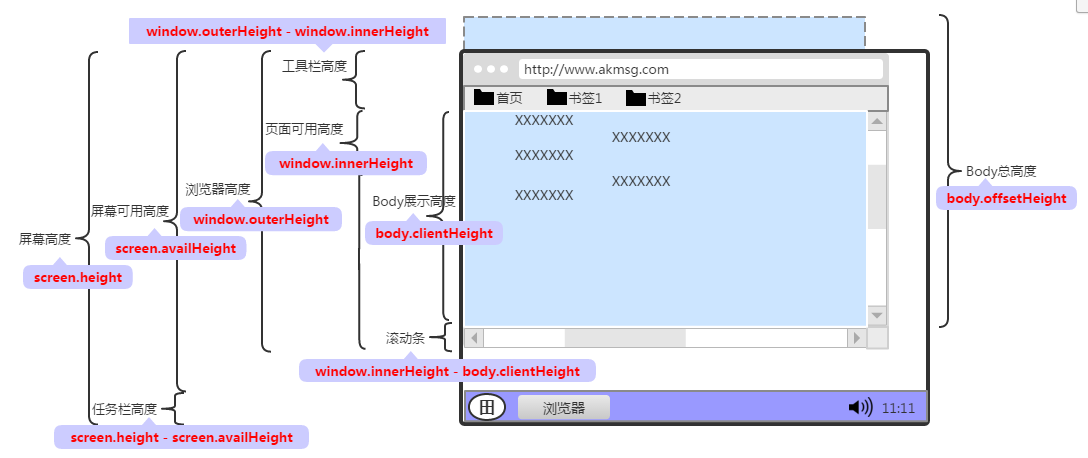 window.outerHeight - window.innerHeight
工具栏高度
页面可用高度
window.innerHeight
浏览器高度
window.outerHeight
Body展示高度
body.clientHeight
屏幕可用高度
screen.availHeight
屏幕高度
screen.height
滚动条
window.innerHeight - body.clientHeight
任务栏高度
screen.height - screen.availHeight
http://www.akmsg.com
首页 书签1 书签2
XXXXXXX
XXXXXXX
XXXXXXX
XXXXXXX
XXXXXXX
田 浏览器 11:11
Body总高度
body.offsetHeight